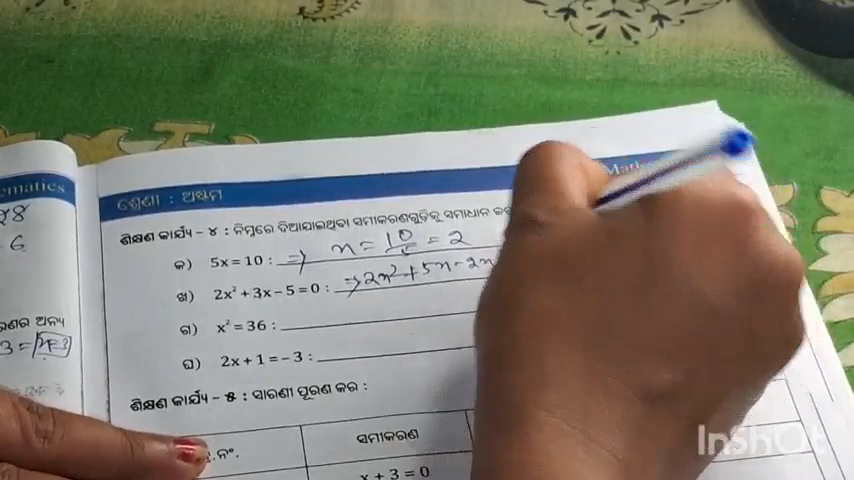 ematics
ଶ୍ରେଣୀ : ଅଷ୍ଟମ
ଶିକ୍ଷଣ କାର୍ଯ୍ୟ - ୪ : ନିମ୍ନରେ ଦିଆଯାଇଥିବା ସମୀକରଣଗୁଡ଼ିକୁ ସମାଧାନ କ
କ) 5x = 10 : ⇒ x = 10/5 = 2
ଖ) 2x² + 3x - 5 = 0 : ⇒ 2x² + 5x - 2x
ଗ) x² = 36 :
ଘ) 2x + 1 = -3 :
ଶିକ୍ଷଣ କାର୍ଯ୍ୟ - ୫ : ସାରଣୀ ପୂରଣ କର :
ନଂ.
ସମୀକରଣ
x + 3 = 0
InShOt